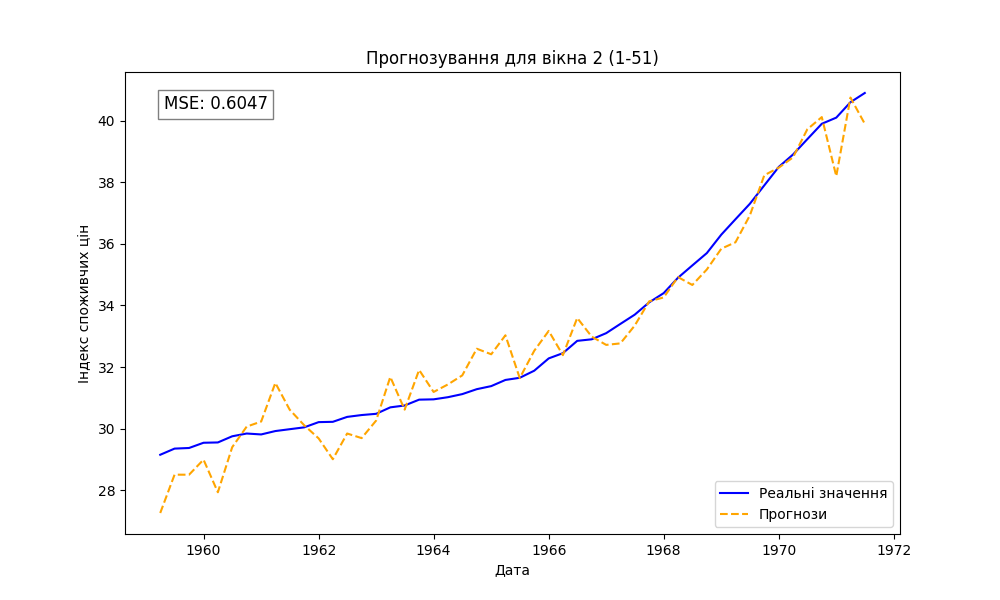 Прогнозування для вікна 2 (1-51)
MSE: 0.6047
Індекс споживчих цін
40
38
36
34
32
30
28
Реальні значення
Прогнози
1960
1962
1964
1966
1968
1970
1972
Дата